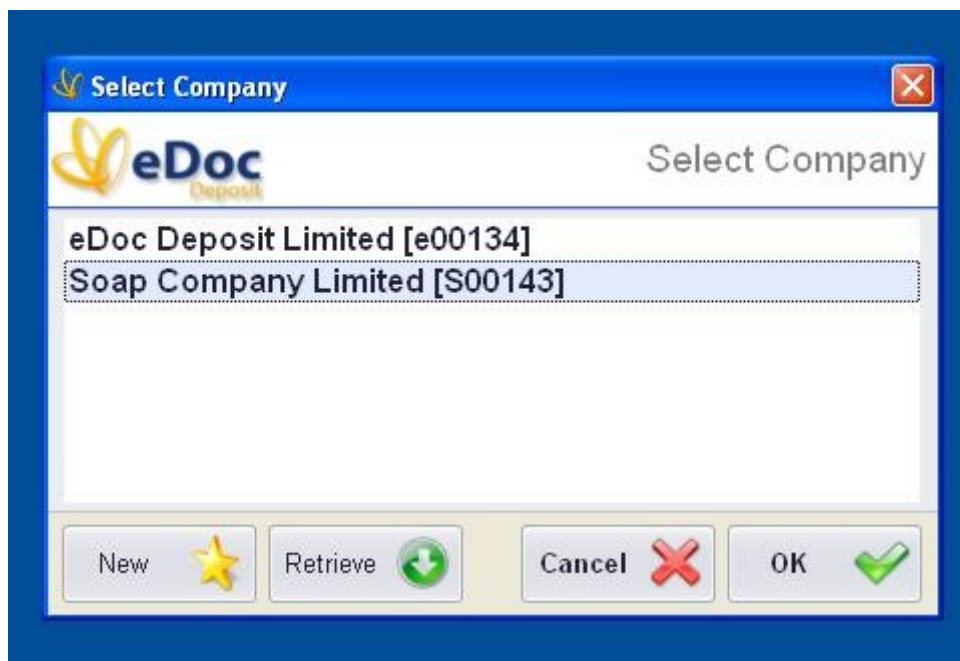 Select Company
eDoc
Deposit
Select Company
eDoc Deposit Limited [e00134]
Soap Company Limited [S00143]
New
Retrieve
Cancel
OK